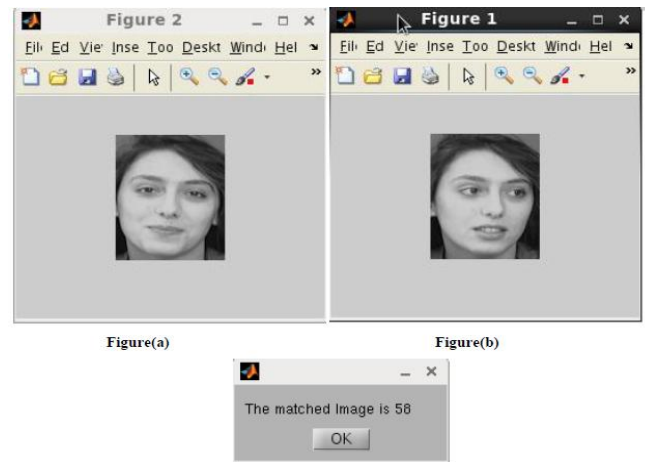 Figure 2
Figure 1
Fil Ed Vie Inse Too Deskt Wind Hel
Fil Ed Vie Inse Too Deskt Wind Hel
Figure(a)
Figure(b)
The matched Image is 58
OK